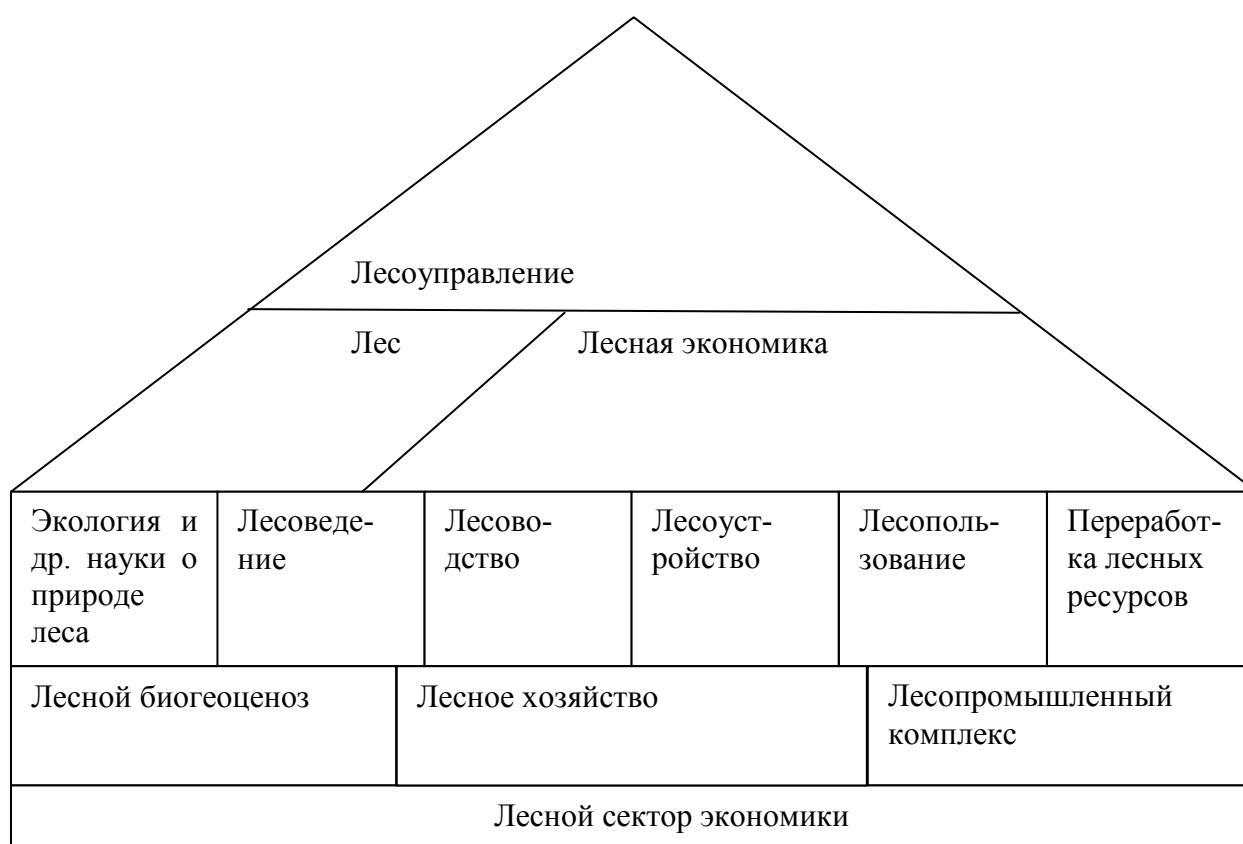 Лесоуправление
Лес
Лесная экономика
Экология и
др. науки о
природе
леса
Лесоведе-
ние
Лесово-
дство
Лесоуст-
ройство
Лесополь-
зование
Переработ-
ка лесных
ресурсов
Лесной биогеоценоз
Лесное хозяйство
Лесопромышленный
комплекс
Лесной сектор экономики